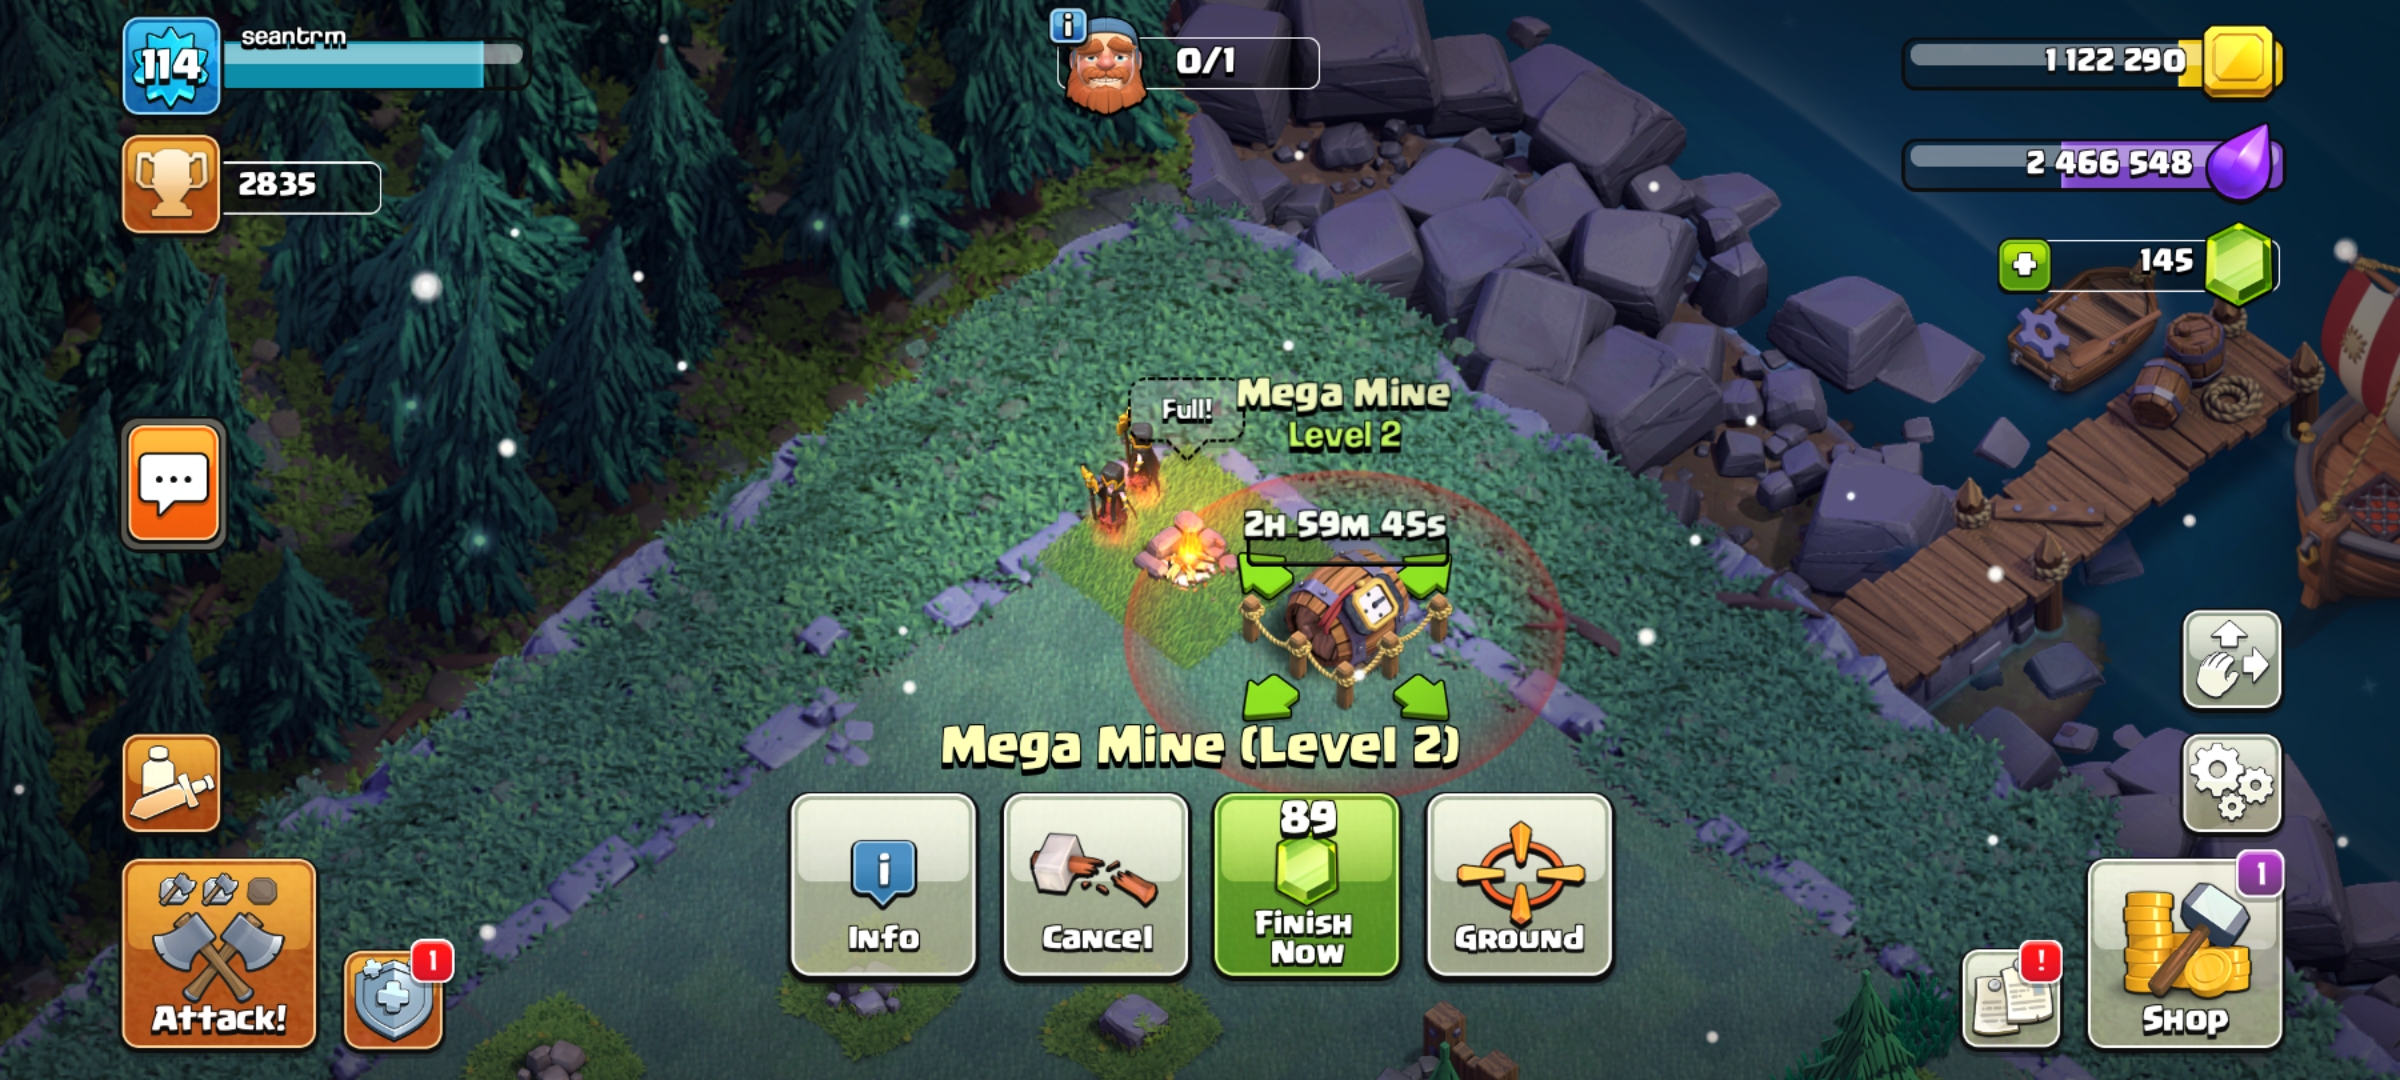 114
seantrm
0/1
1 122 290
2835
2 466 548
145
Full!
Mega Mine
Level 2
2H 59M 45s
Mega Mine (Level 2)
Info
Cancel
89
Finish
Now
Ground
Attack!
1
!
1
Shop